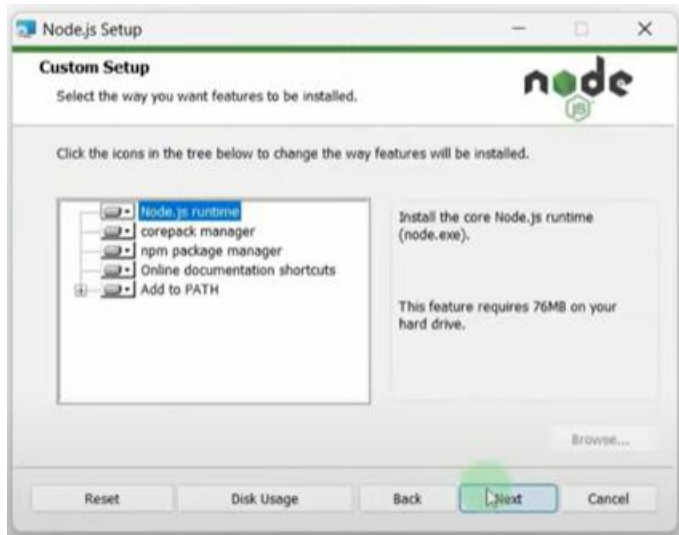 Node.js Setup
Custom Setup
Select the way you want features to be installed.
node
JS
Click the icons in the tree below to change the way features will be installed.
Node.js runtime
corepack manager
npm package manager
Online documentation shortcuts
Add to PATH
Install the core Node.js runtime
(node.exe).
This feature requires 76MB on your
hard drive.
Browse...
Reset
Disk Usage
Back
Next
Cancel